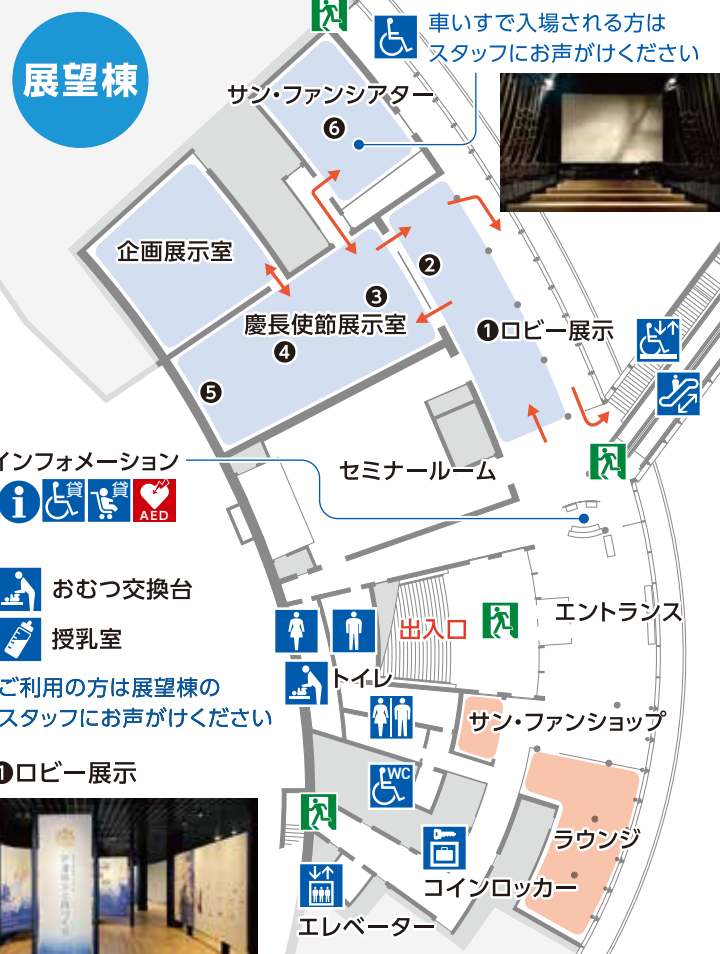 展望棟
車いすで入場される方は
スタッフにお声がけください
サン・ファンシアター
❻
企画展示室
❷
❸
慶長使節展示室
❹
❶ロビー展示
❺
インフォメーション
セミナールーム
貸
貸
AED
おむつ交換台
授乳室
ご利用の方は展望棟の
スタッフにお声がけください
エントランス
出入口
トイレ
サン・ファンショップ
❶ロビー展示
WC
ラウンジ
コインロッカー
エレベーター